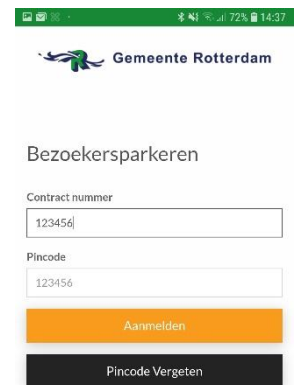 72% 14:37
Gemeente Rotterdam
Bezoekersparkeren
Contract nummer
123456
Pincode
123456
Aanmelden
Pincode Vergeten